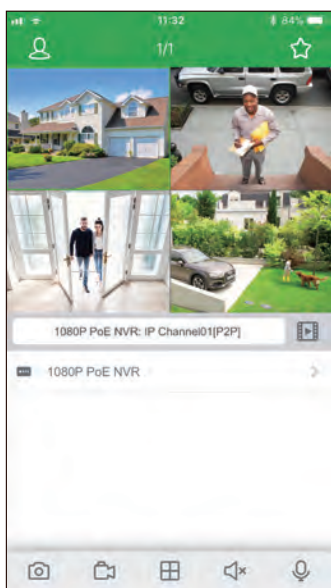 11:32
84%
1/1
1080P PoE NVR: IP Channel01[P2P]
1080P PoE NVR